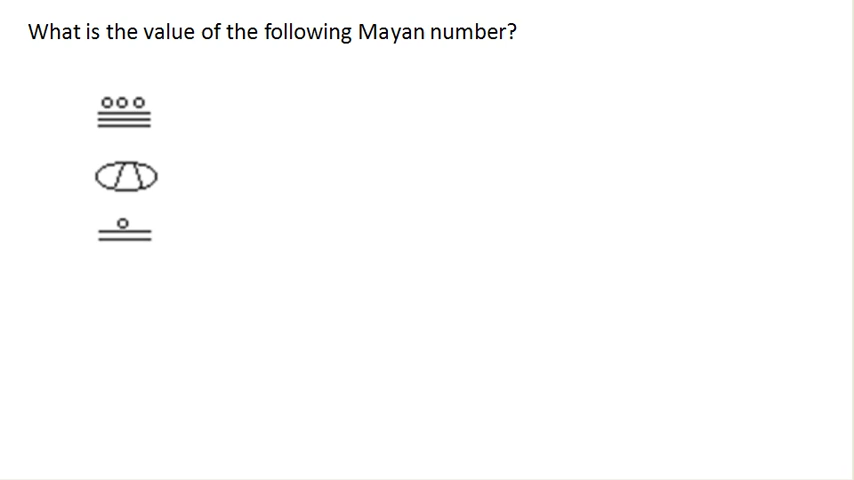 What is the value of the following Mayan number?